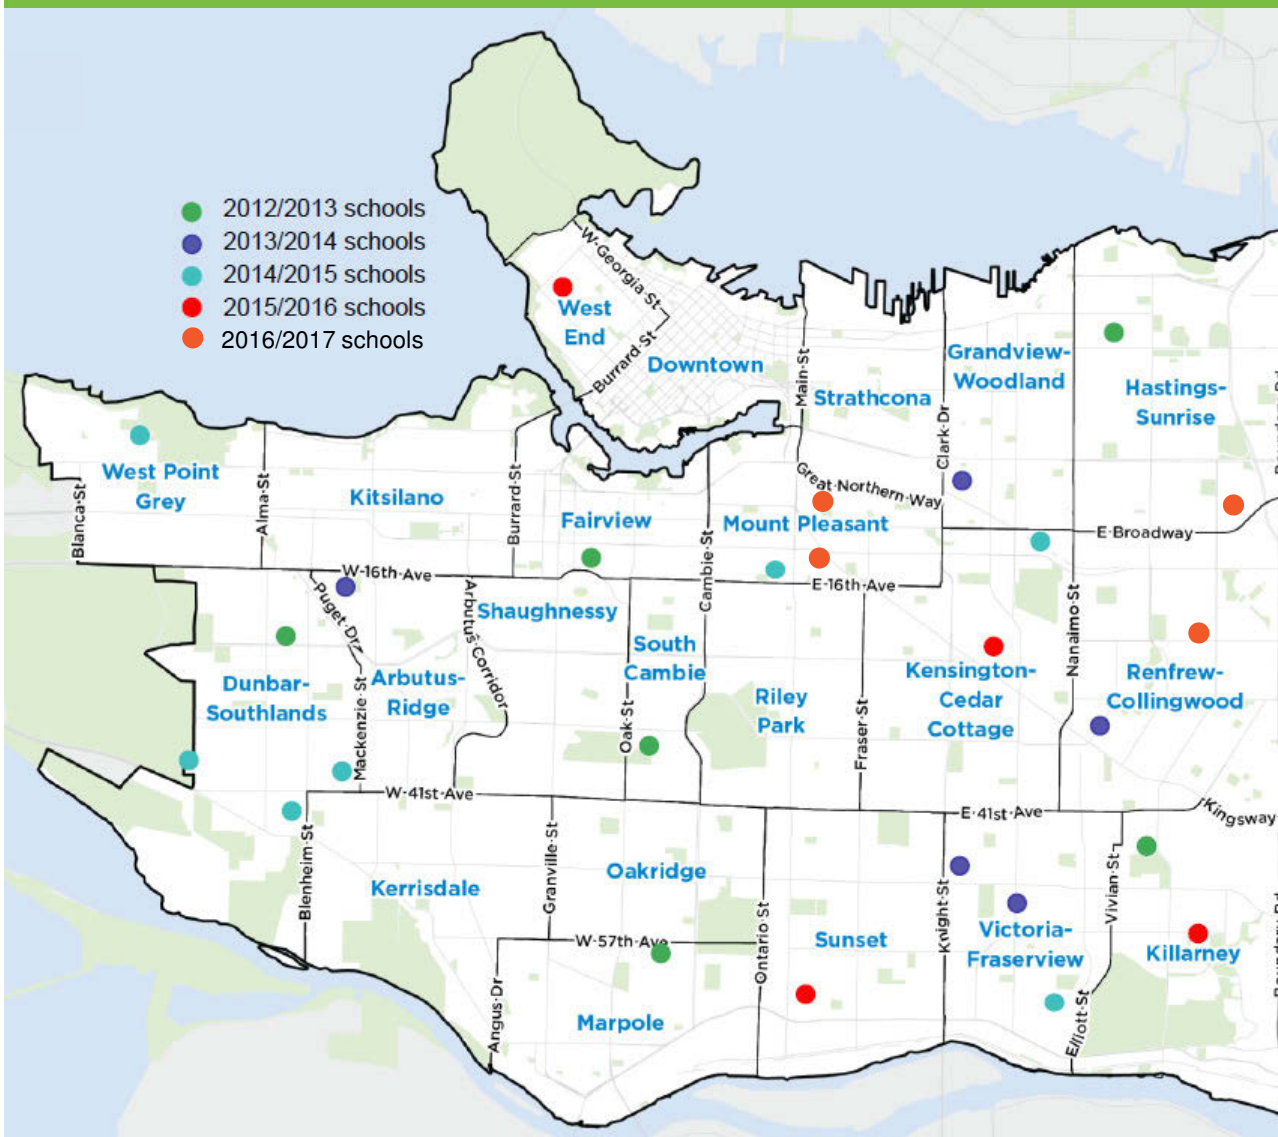 2012/2013 schools
2013/2014 schools
2014/2015 schools
2015/2016 schools
2016/2017 schools
W-Georgia-St
West
End
Burrard-St
Downtown
Main-St
Strathcona
Grandview-
Woodland
Clark-Dr
Hastings-
Sunrise
West Point
Grey
Blanca-St
Alma-St
Kitsilano
Burrard-St
Fairview
Cambie-St
Mount Pleasant
Great-Northern-Way
E-Broadway
W-16th-Ave
E-16th-Ave
Puget-Dr
Arbutus-Corridor
Shaughnessy
South
Cambie
Nanaimo-St
Dunbar-
Southlands
Mackenzie-St
Arbutus-
Ridge
Oak-St
Riley
Park
Fraser-St
Kensington-
Cedar
Cottage
Renfrew-
Collingwood
W-41st-Ave
E-41st-Ave
Kingsway
Blenheim-St
Kerrisdale
Granville-St
Oakridge
Ontario-St
Sunset
Knight-St
Victoria-
Fraserview
Vivian-St
Killarney
W-57th-Ave
Angus-Dr
Marpole
Elliott-St